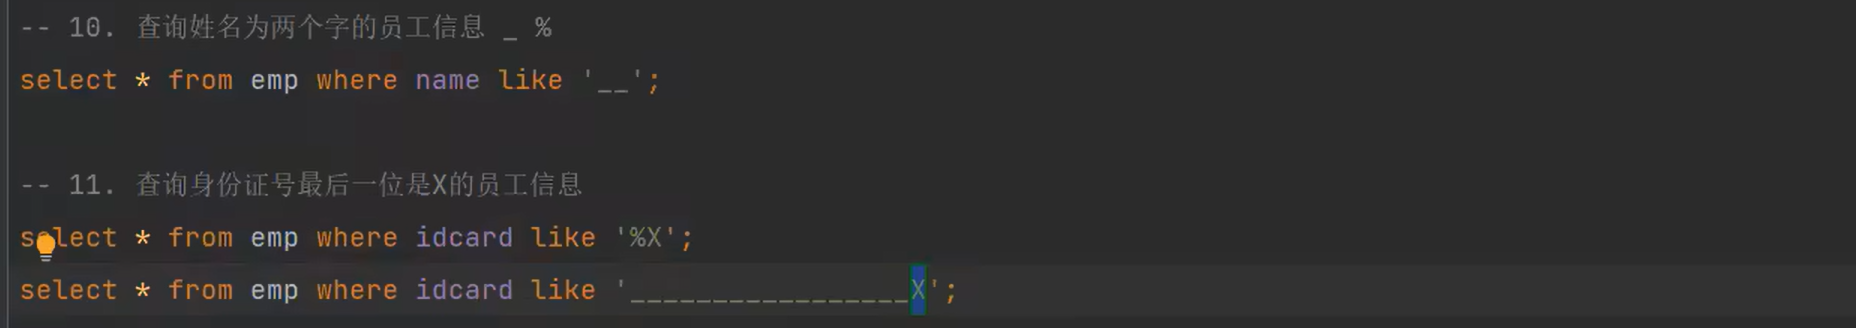 -- 10. 查询姓名为两个字的员工信息 _ %
select * from emp where name like '__';
-- 11. 查询身份证号最后一位是X的员工信息
select * from emp where idcard like '%X';
select * from emp where idcard like '_________________X';